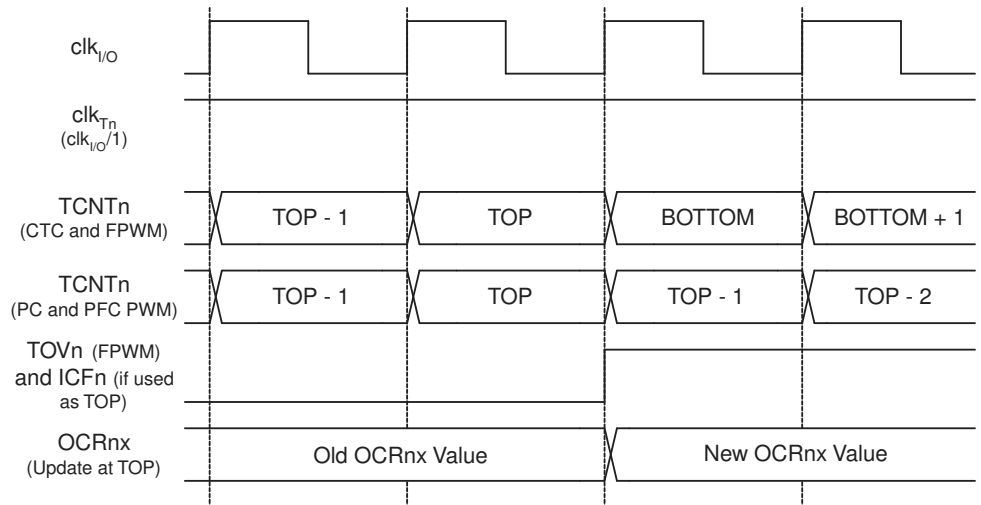 clkI/O
clkTn
(clkI/O/1)
TCNTn
(CTC and FPWM)
TOP - 1 TOP BOTTOM BOTTOM + 1
TCNTn
(PC and PFC PWM)
TOP - 1 TOP TOP - 1 TOP - 2
TOVn (FPWM)
and ICFn (if used
as TOP)
OCRnx
(Update at TOP)
Old OCRnx Value New OCRnx Value